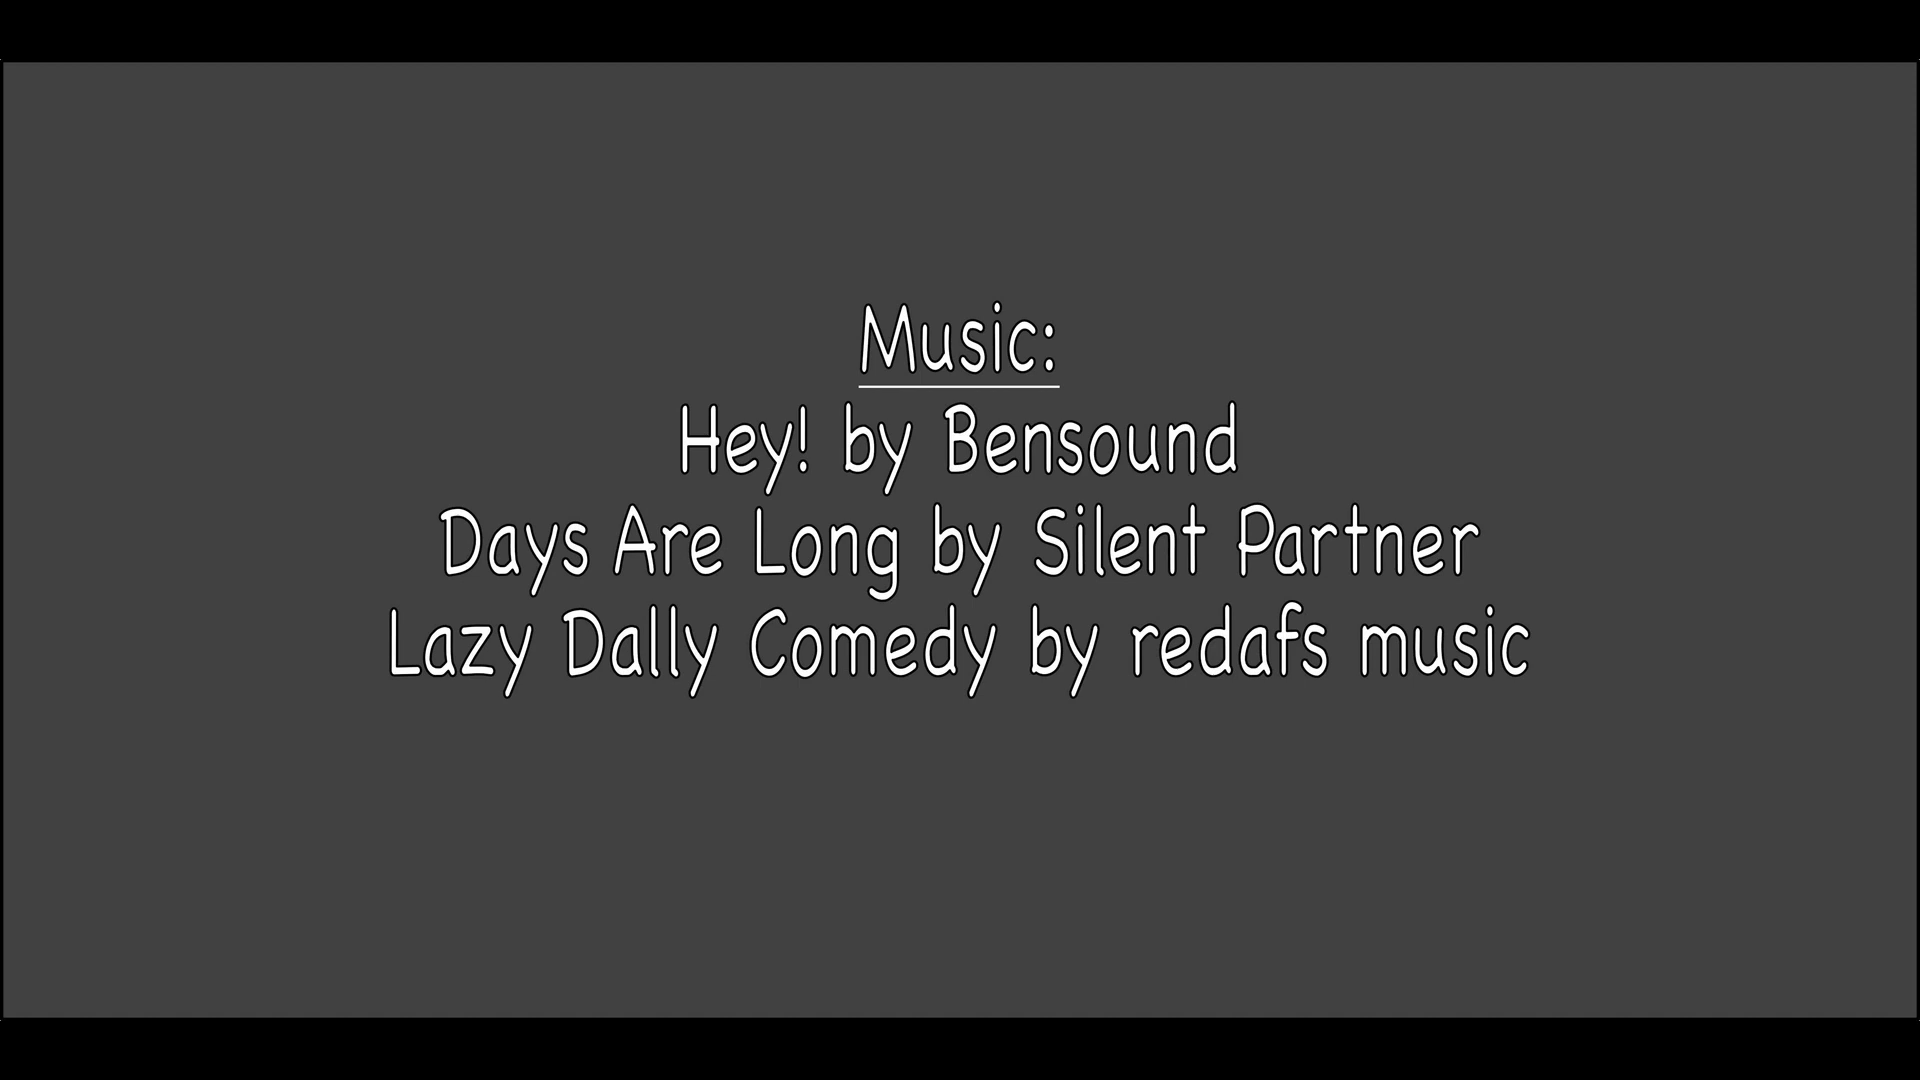 Music:
Hey! by Bensound
Days Are Long by Silent Partner
Lazy Dally Comedy by redafs music